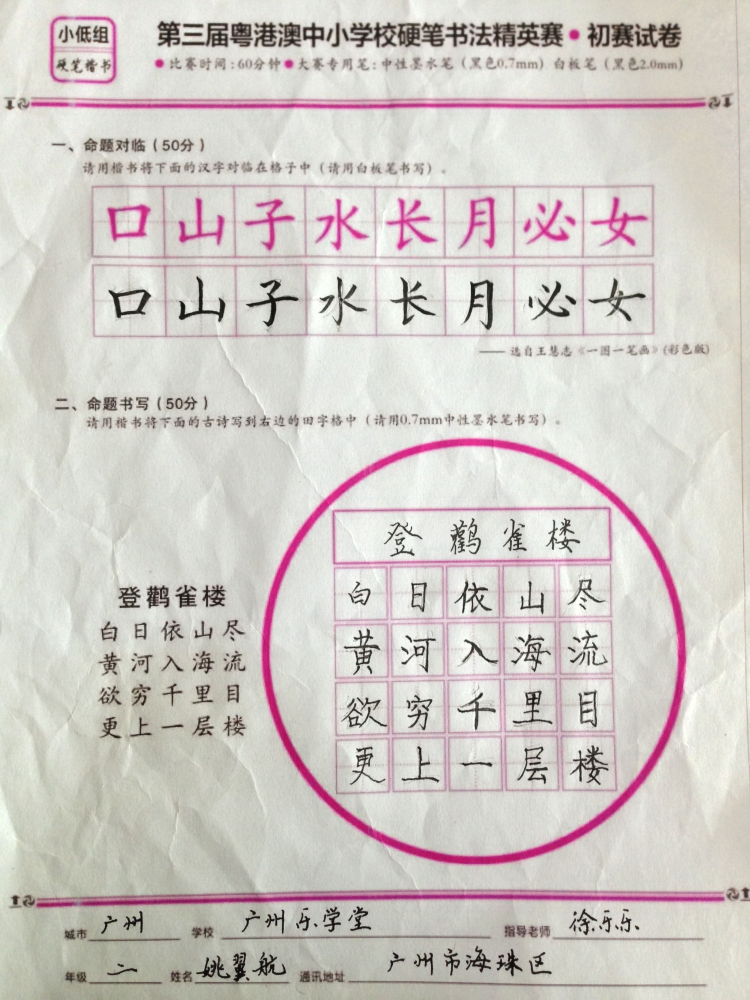 小低组
硬笔楷书
第三届粤港澳中小学校硬笔书法精英赛•初赛试卷
●比赛时间:60分钟●大赛专用笔:中性墨水笔（黑色0.7mm）白板笔（黑色2.0mm）
一、命题对临（50分）
请用楷书将下面的汉字对临在格子中（请用白板笔书写）。
口山子水长月必女
口山子水长月必女
—— 选自王慧志《一图一笔画》(彩色版)
二、命题书写（50分）
请用楷书将下面的古诗写到右边的田字格中（请用0.7mm中性墨水笔书写）。
登鹳雀楼
白日依山尽
黄河入海流
欲穷千里目
更上一层楼
登鹳雀楼
白日依山尽
黄河入海流
欲穷千里目
更上一层楼
城市 广州 学校 广州乐学堂 指导老师 徐乐乐
年级 二 姓名 姚翼航 通讯地址 广州市海珠区